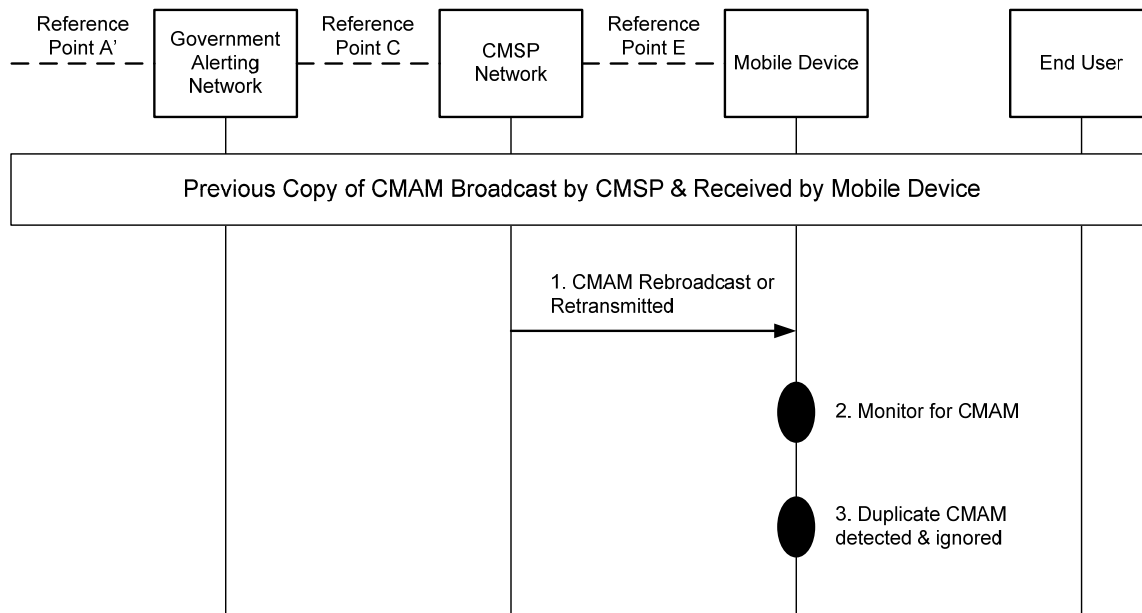 Reference
Point A’
Government
Alerting
Network
Reference
Point C
CMSP
Network
Reference
Point E
Mobile Device
End User
Previous Copy of CMAM Broadcast by CMSP & Received by Mobile Device
1. CMAM Rebroadcast or
Retransmitted
2. Monitor for CMAM
3. Duplicate CMAM
detected & ignored